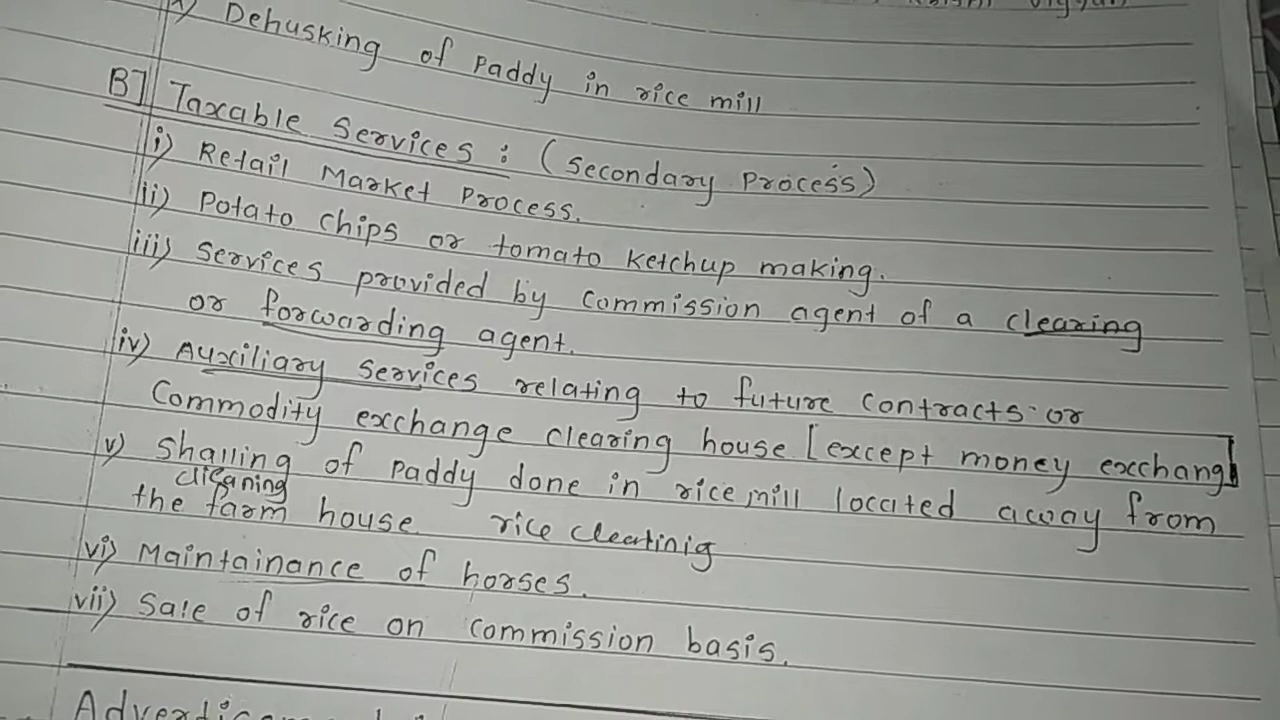 Dehusking of Paddy in rice mill
B] Taxable Services : (Secondary Process)
i) Retail Market Process.
ii) Potato chips or tomato ketchup making.
iii) Services provided by commission agent of a clearing
or forwarding agent.
iv) Auxiliary services relating to future contracts or
Commodity exchange clearing house [except money exchang]
v) Shalling of Paddy done in rice mill located away from
cleaning
the farm house rice cleatinig
vi) Maintainance of horses.
vii) Sale of rice on commission basis.